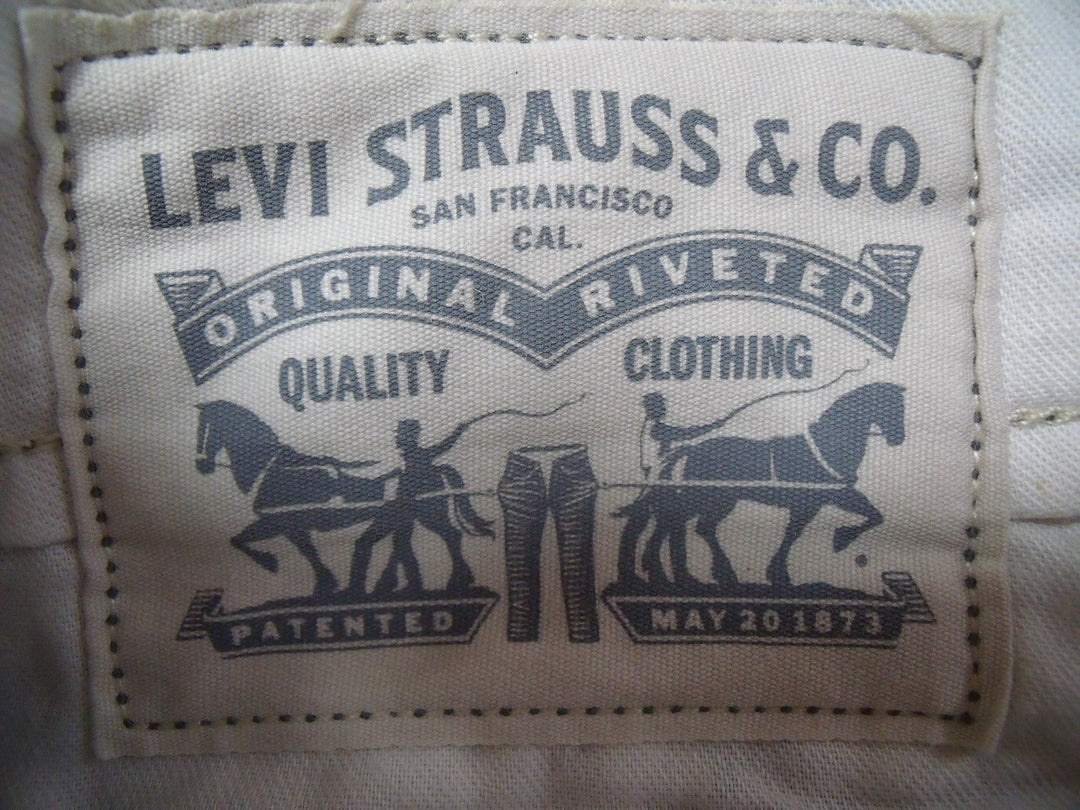 LEVI STRAUSS & CO.
SAN FRANCISCO
CAL.
ORIGINAL RIVETED
QUALITY CLOTHING
PATENTED MAY 20 1873